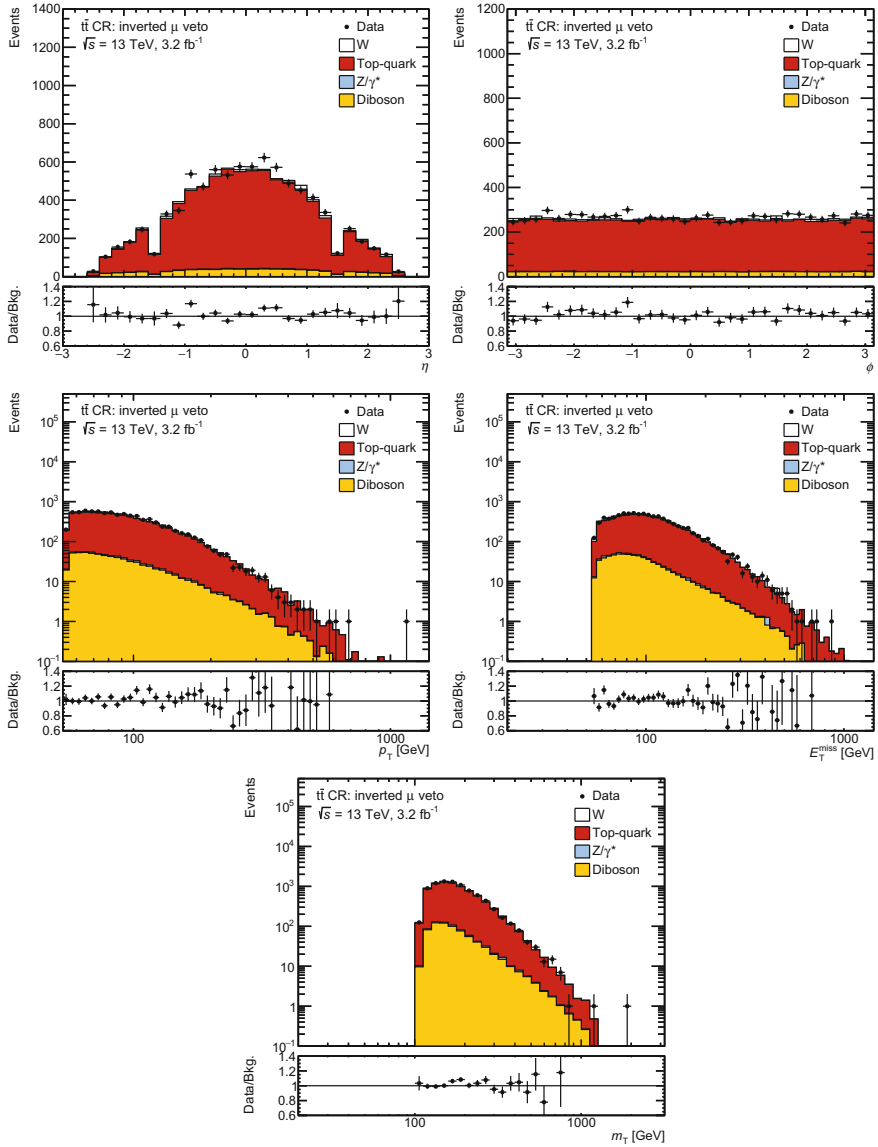 Events
1400
1200
1000
800
600
400
200
0
tt̄ CR: inverted μ veto
√s = 13 TeV, 3.2 fb⁻¹
Data
W
Top-quark
Z/γ*
Diboson
Data/Bkg.
1.4
1.2
1
0.8
0.6
−3 −2 −1 0 1 2 3
η
Events
1200
1000
800
600
400
200
0
tt̄ CR: inverted μ veto
√s = 13 TeV, 3.2 fb⁻¹
Data
W
Top-quark
Z/γ*
Diboson
Data/Bkg.
1.4
1.2
1
0.8
0.6
−3 −2 −1 0 1 2 3
ϕ
Events
10⁵
10⁴
10³
10²
10
1
10⁻¹
tt̄ CR: inverted μ veto
√s = 13 TeV, 3.2 fb⁻¹
Data
W
Top-quark
Z/γ*
Diboson
Data/Bkg.
1.4
1.2
1
0.8
0.6
100 1000
p_T [GeV]
Events
10⁵
10⁴
10³
10²
10
1
10⁻¹
tt̄ CR: inverted μ veto
√s = 13 TeV, 3.2 fb⁻¹
Data
W
Top-quark
Z/γ*
Diboson
Data/Bkg.
1.4
1.2
1
0.8
0.6
100 1000
E_T^miss [GeV]
Events
10⁵
10⁴
10³
10²
10
1
10⁻¹
tt̄ CR: inverted μ veto
√s = 13 TeV, 3.2 fb⁻¹
Data
W
Top-quark
Z/γ*
Diboson
Data/Bkg.
1.4
1.2
1
0.8
0.6
100 1000
m_T [GeV]